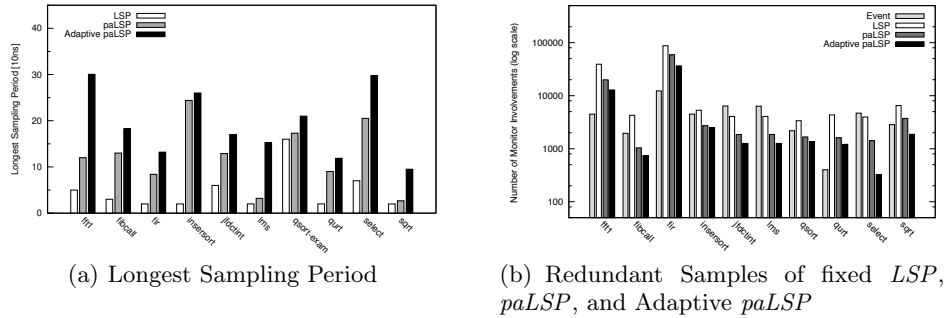 LSP
paLSP
Adaptive paLSP
Longest Sampling Period [10ns]
40
30
20
10
0
fft1
fibcall
fir
insersort
jfdctint
lms
qsort-exam
qurt
select
sqrt
(a) Longest Sampling Period
Event
LSP
paLSP
Adaptive paLSP
Number of Monitor Involvements (log scale)
100000
10000
1000
100
fft1
fibcall
fir
insersort
jfdctint
lms
qsort
qurt
select
sqrt
(b) Redundant Samples of fixed LSP,
paLSP, and Adaptive paLSP